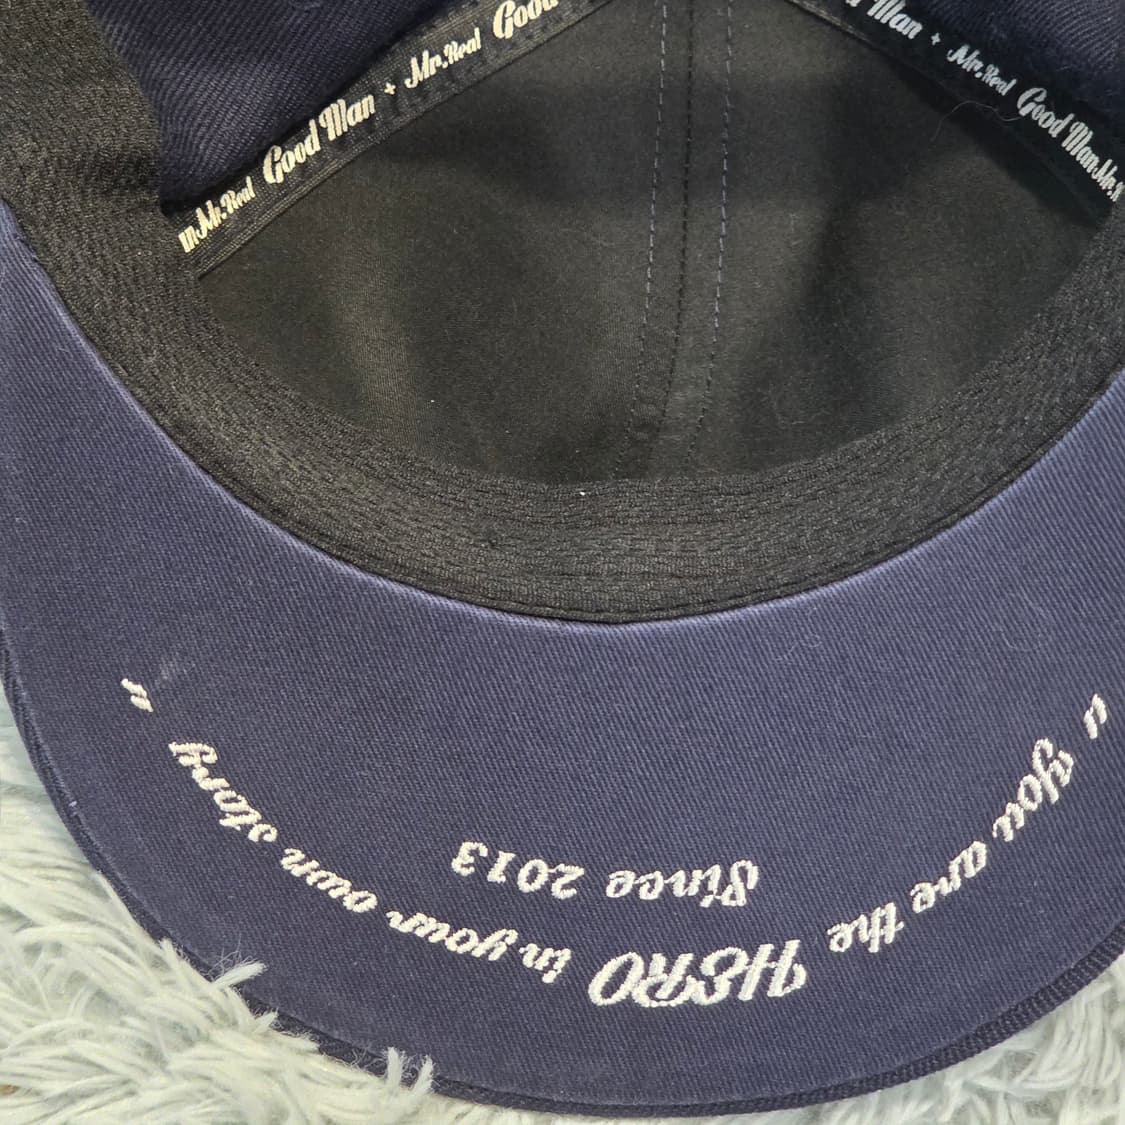 Mr.Real Good Man + Mr.Real Good
Man + Mr.Real Good Man
" You are the HERO in your own story "
Since 2013